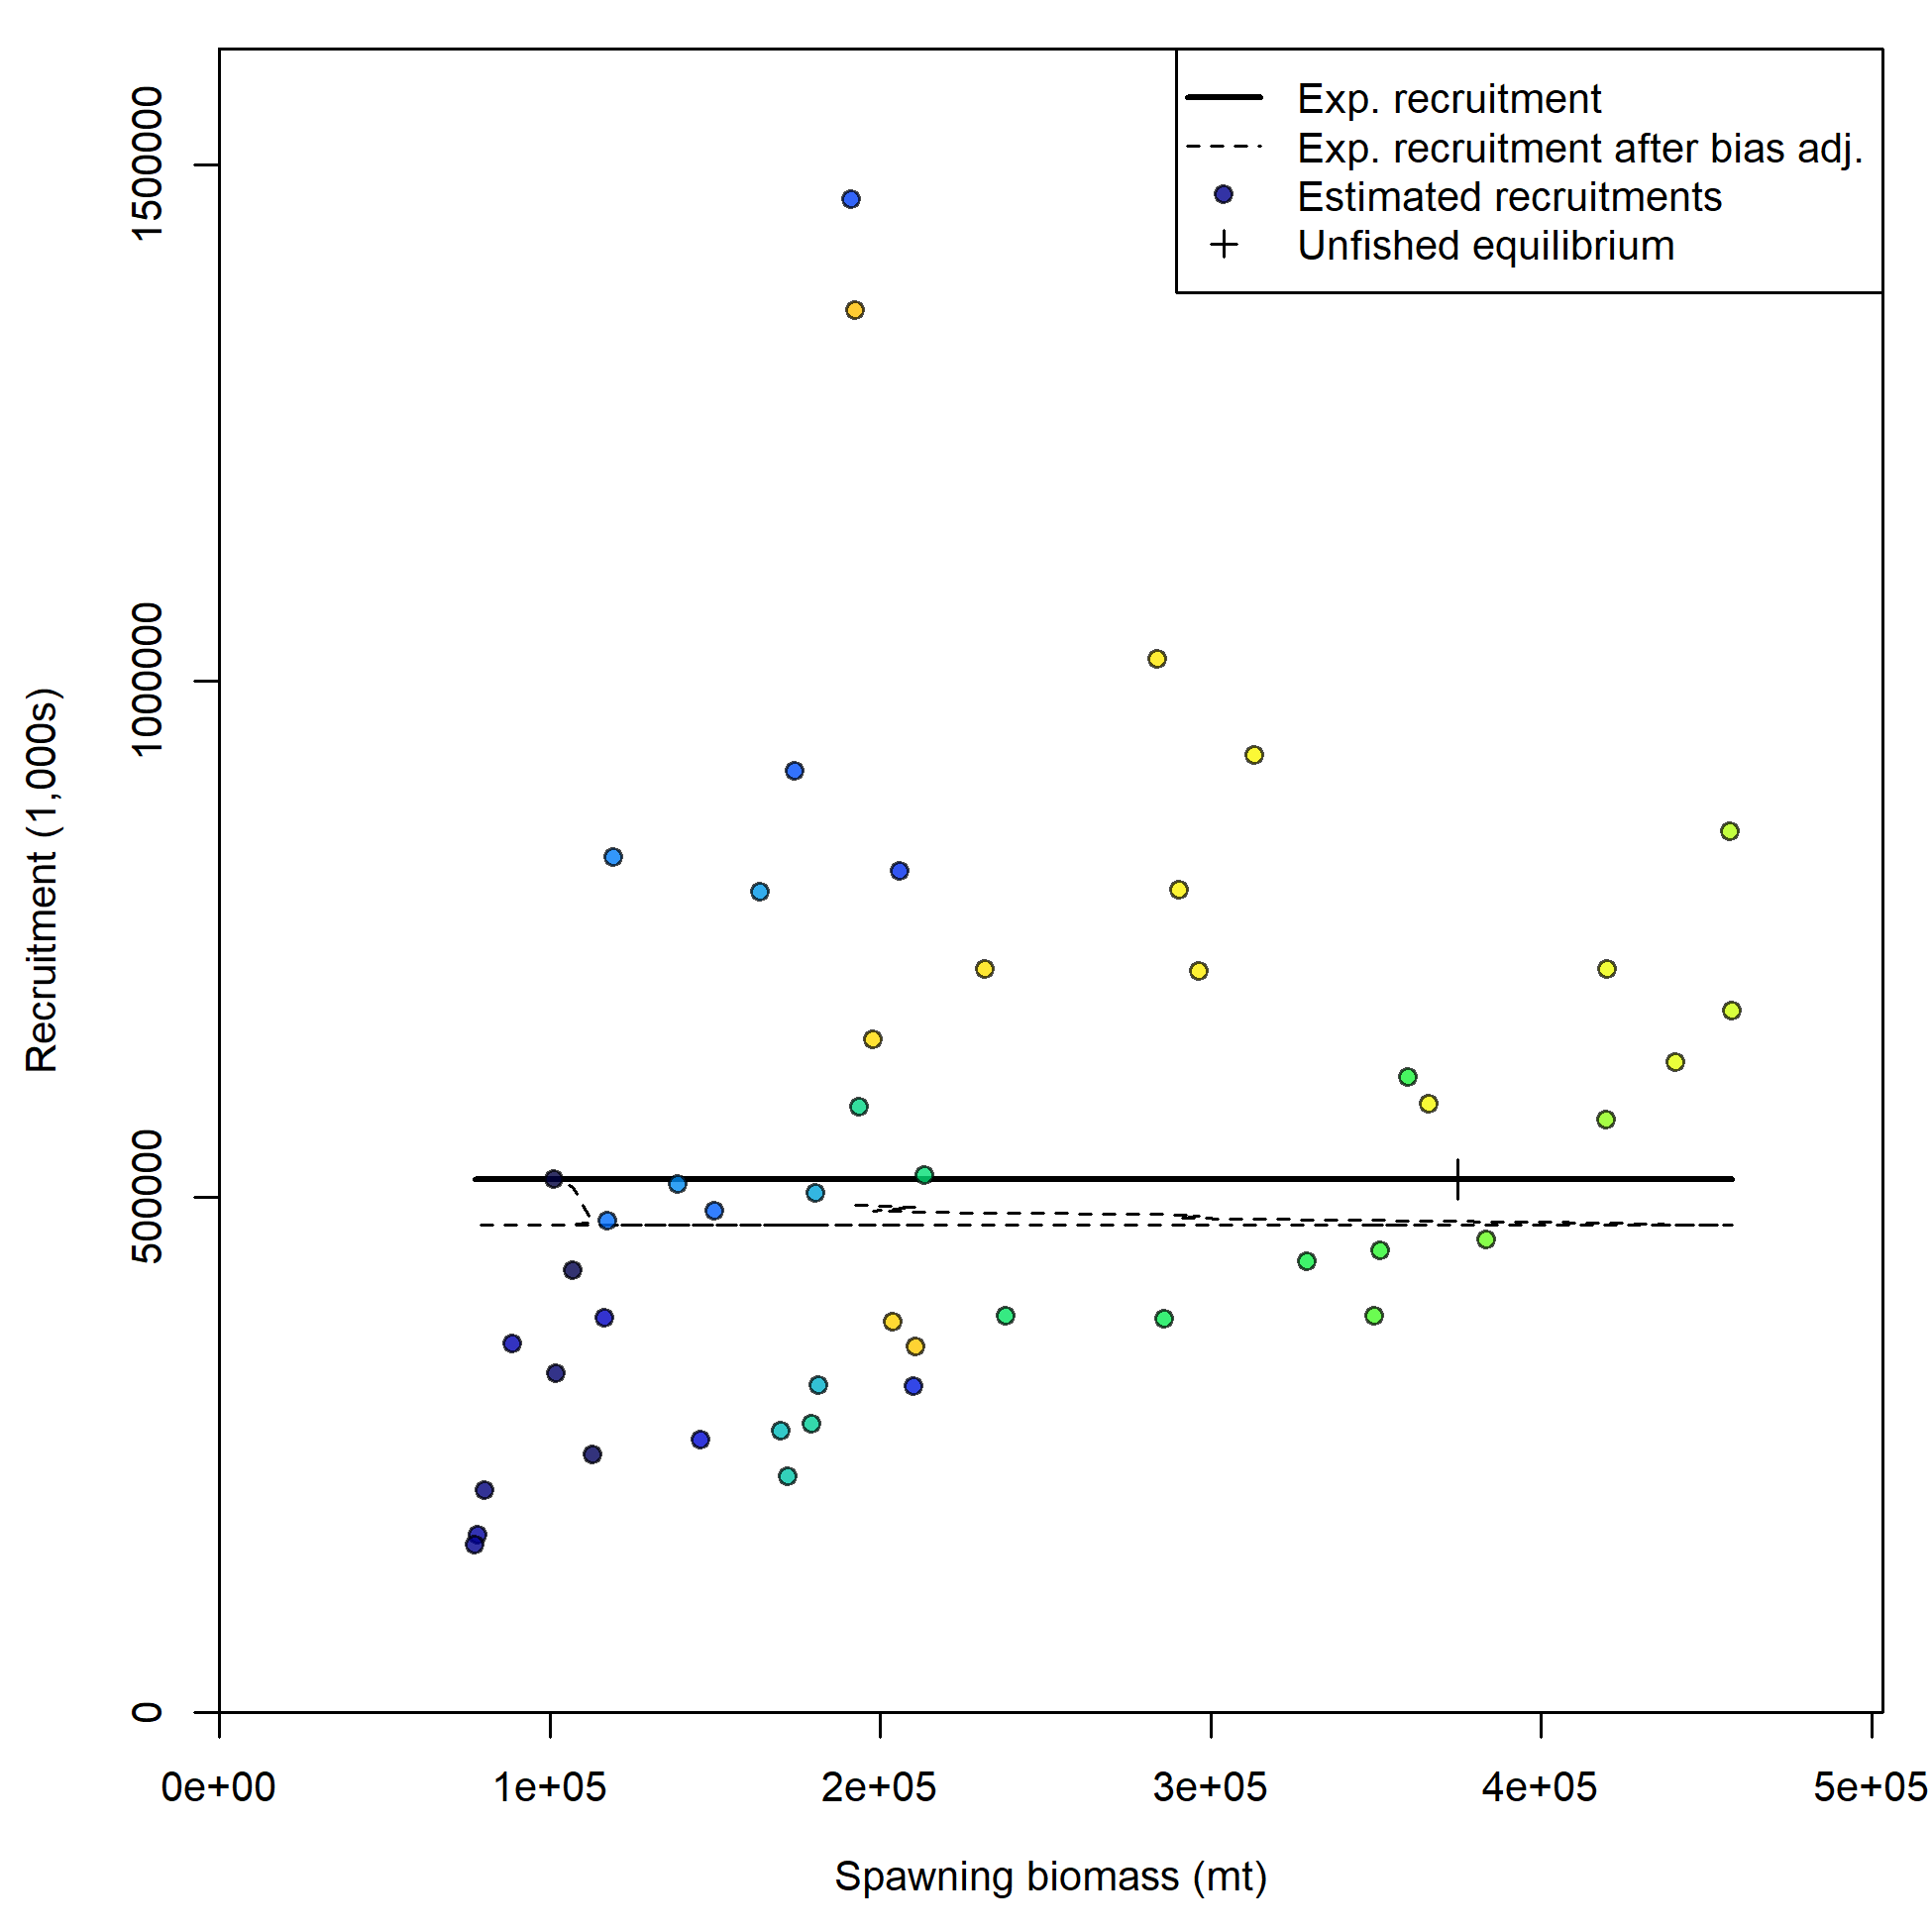 Exp. recruitment
Exp. recruitment after bias adj.
Estimated recruitments
Unfished equilibrium
Recruitment (1,000s)
1500000
1000000
500000
0
0e+00 1e+05 2e+05 3e+05 4e+05 5e+05
Spawning biomass (mt)